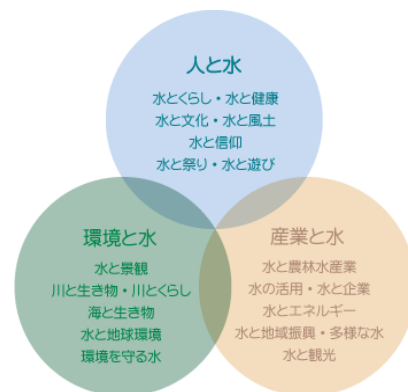 人と水
水とくらし・水と健康
水と文化・水と風土
水と信仰
水と祭り・水と遊び
環境と水
水と景観
川と生き物・川とくらし
海と生き物
水と地球環境
環境を守る水
産業と水
水と農林水産業
水の活用・水と企業
水とエネルギー
水と地域振興・多様な水
水と観光